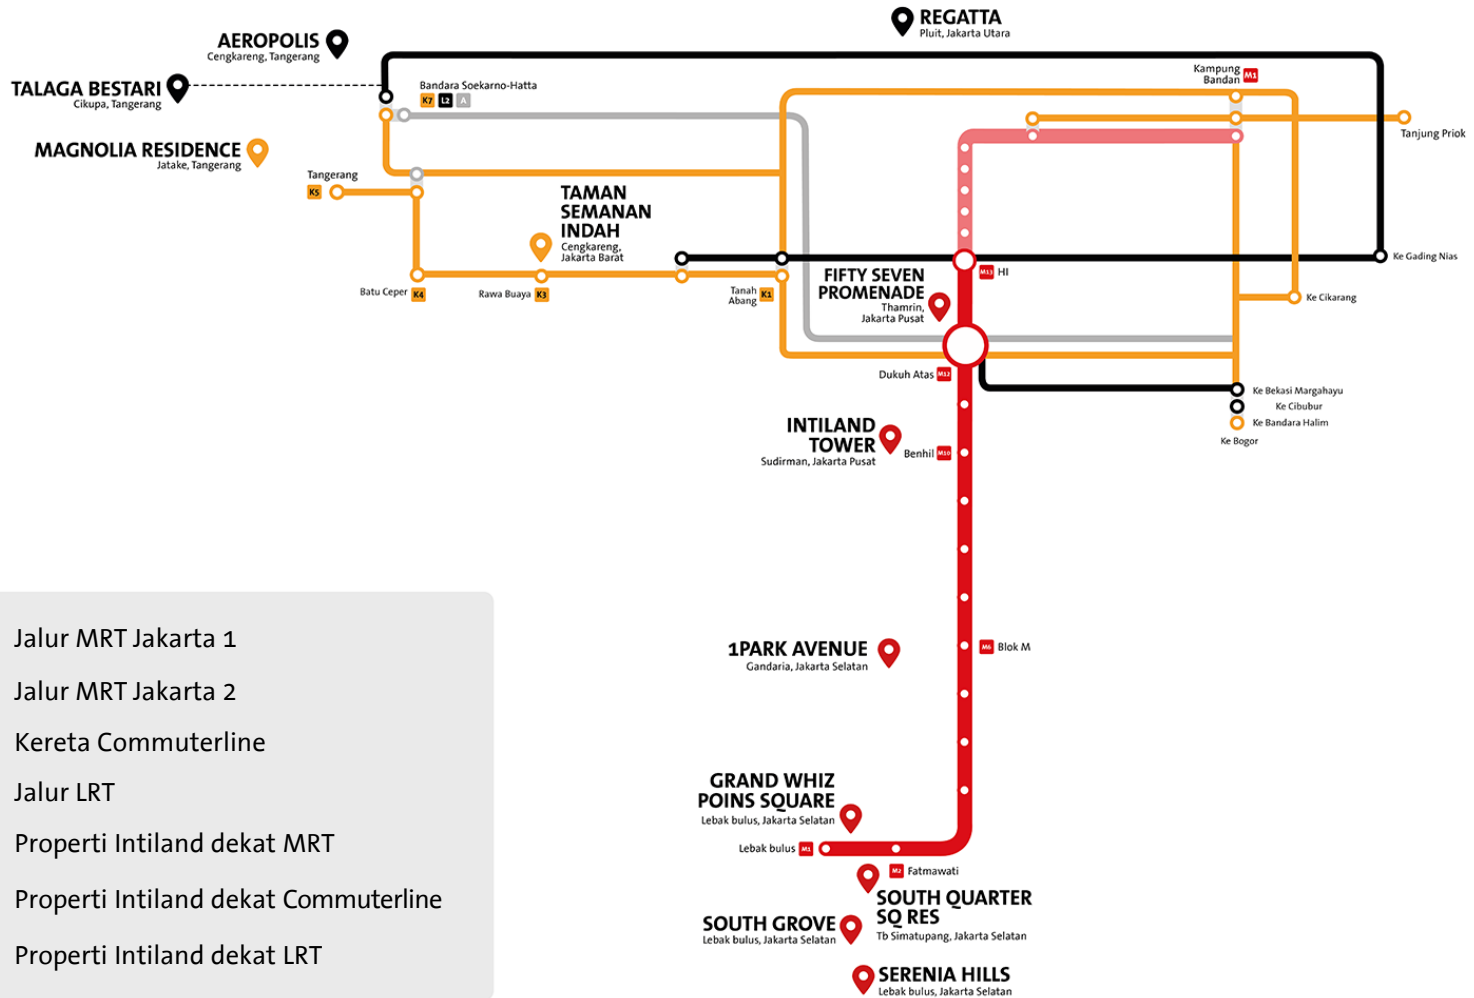 REGATTA
Pluit, Jakarta Utara
AEROPOLIS
Cengkareng, Tangerang
TALAGA BESTARI
Cikupa, Tangerang
Bandara Soekarno-Hatta
K7 L2 A
Kampung
Bandan
M1
Tanjung Priok
MAGNOLIA RESIDENCE
Jatake, Tangerang
Tangerang
K5
TAMAN
SEMANAN
INDAH
Cengkareng,
Jakarta Barat
Ke Gading Nias
M13 HI
FIFTY SEVEN
PROMENADE
Thamrin,
Jakarta Pusat
Batu Ceper K4
Rawa Buaya K3
Tanah
Abang K1
Ke Cikarang
Dukuh Atas M12
Ke Bekasi Margahayu
Ke Cibubur
Ke Bandara Halim
Ke Bogor
INTILAND
TOWER
Sudirman, Jakarta Pusat
Benhil M10
Jalur MRT Jakarta 1
Jalur MRT Jakarta 2
Kereta Commuterline
Jalur LRT
Properti Intiland dekat MRT
Properti Intiland dekat Commuterline
Properti Intiland dekat LRT
1PARK AVENUE
Gandaria, Jakarta Selatan
M6 Blok M
GRAND WHIZ
POINS SQUARE
Lebak bulus, Jakarta Selatan
Lebak bulus M1
M2 Fatmawati
SOUTH QUARTER
SQ RES
Tb Simatupang, Jakarta Selatan
SOUTH GROVE
Lebak bulus, Jakarta Selatan
SERENIA HILLS
Lebak bulus, Jakarta Selatan